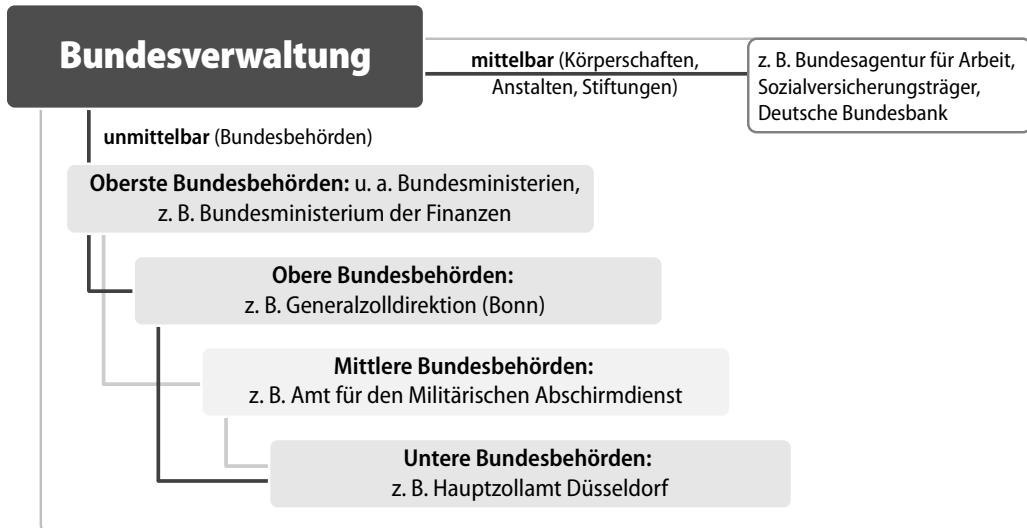 Bundesverwaltung
mittelbar (Körperschaften,
Anstalten, Stiftungen)
z. B. Bundesagentur für Arbeit,
Sozialversicherungsträger,
Deutsche Bundesbank
unmittelbar (Bundesbehörden)
Oberste Bundesbehörden: u. a. Bundesministerien,
z. B. Bundesministerium der Finanzen
Obere Bundesbehörden:
z. B. Generalzolldirektion (Bonn)
Mittlere Bundesbehörden:
z. B. Amt für den Militärischen Abschirmdienst
Untere Bundesbehörden:
z. B. Hauptzollamt Düsseldorf